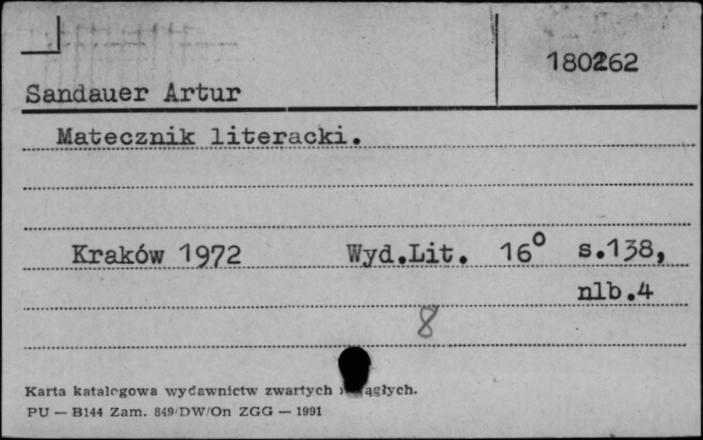 180262
Sandauer Artur
Matecznik literacki.
Kraków 1972 Wyd.Lit. 16° s.138,
nlb.4
8
Karta katalogowa wydawnictw zwartych
PU — B144 Zam. 849/DW/On ZGG — 1991